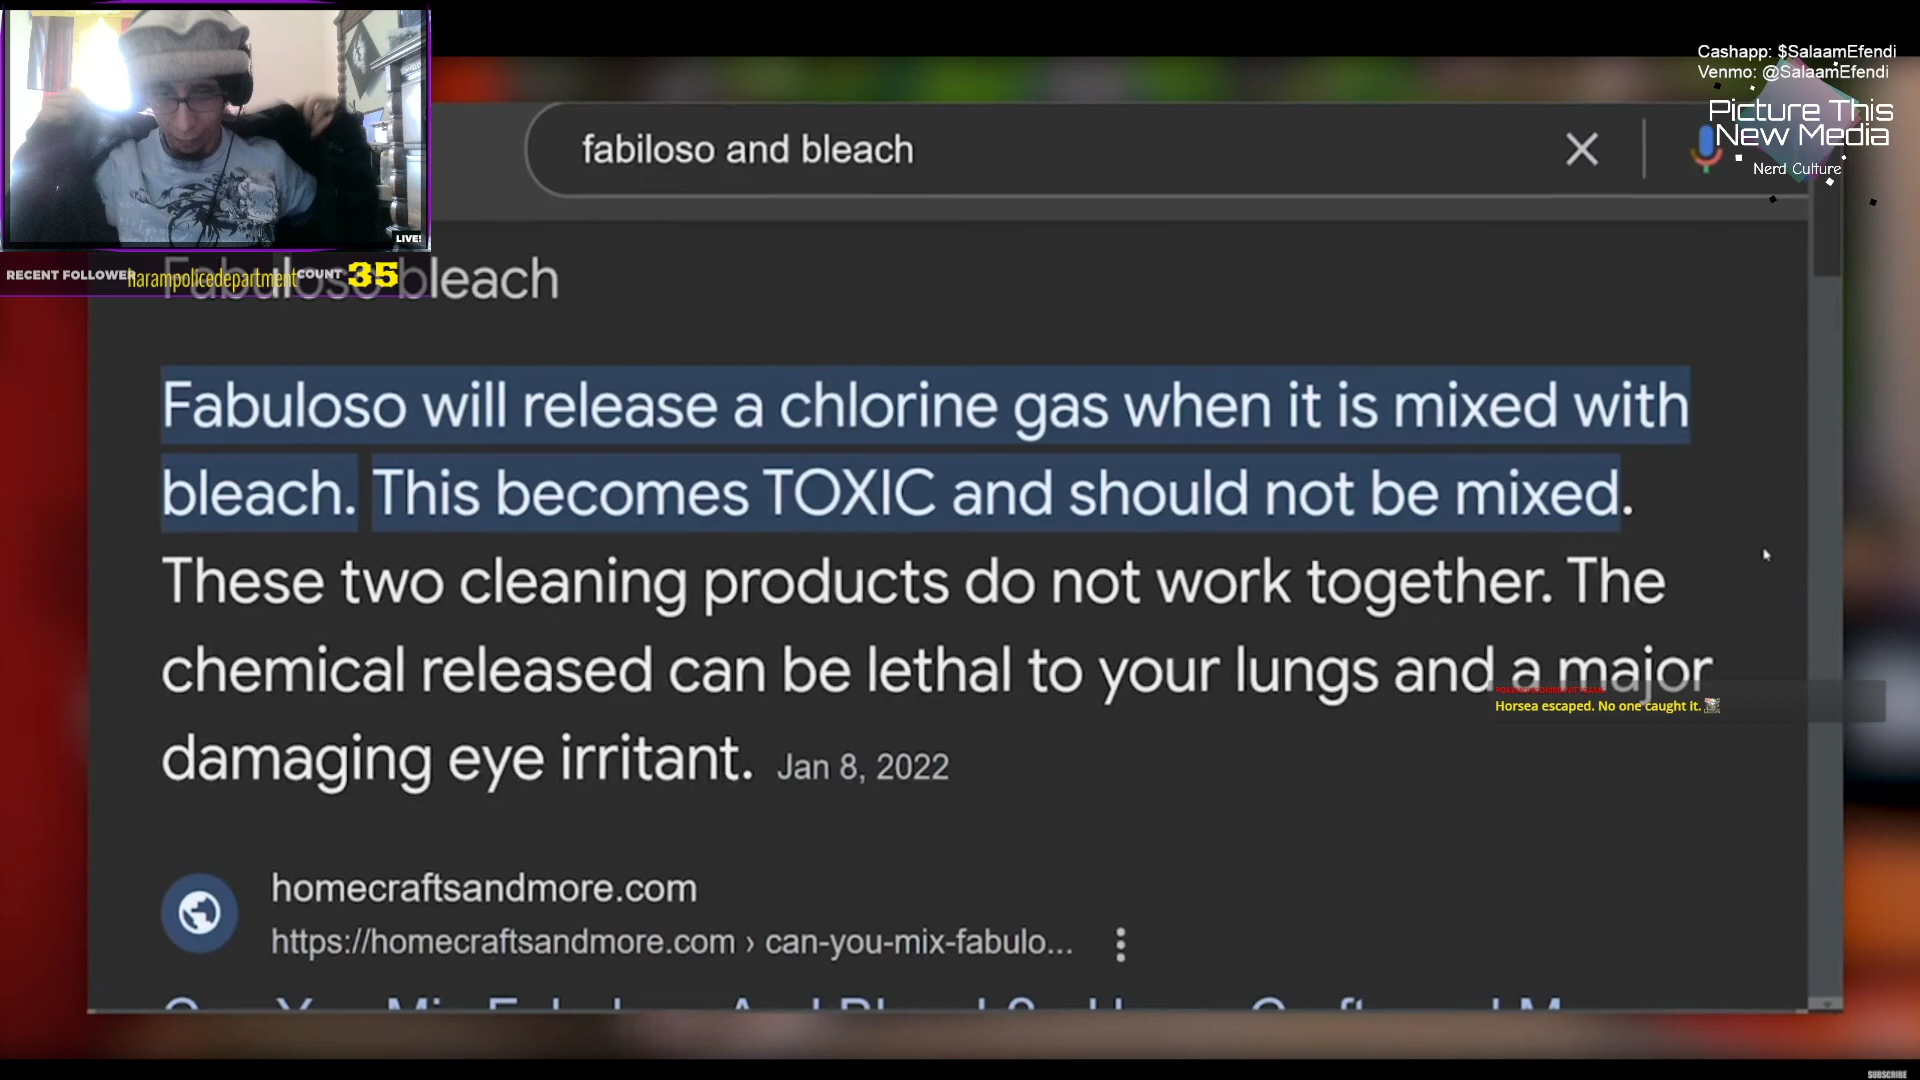 Cashapp: $SalaamEfendi
Venmo: @SalaamEfendi
Picture This
New Media
Nerd Culture
fabiloso and bleach
LIVE!
RECENT FOLLOWER harampolicedepartment COUNT 35
Fabuloso bleach
Fabuloso will release a chlorine gas when it is mixed with
bleach. This becomes TOXIC and should not be mixed.
These two cleaning products do not work together. The
chemical released can be lethal to your lungs and a major
Horsea escaped. No one caught it.
damaging eye irritant. Jan 8, 2022
homecraftsandmore.com
https://homecraftsandmore.com › can-you-mix-fabulo...
SUBSCRIBE